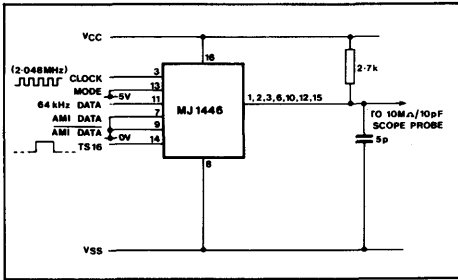 VCC
16
(2·048MHz)
CLOCK 3
MODE 13
5V
64 kHz DATA 11
AMI DATA 7
AMI DATA 9
0V
TS16 14
MJ1446
1, 2, 3, 6, 10, 12, 15
2·7k
TO 10MΩ/10pF
SCOPE PROBE
5p
8
VSS